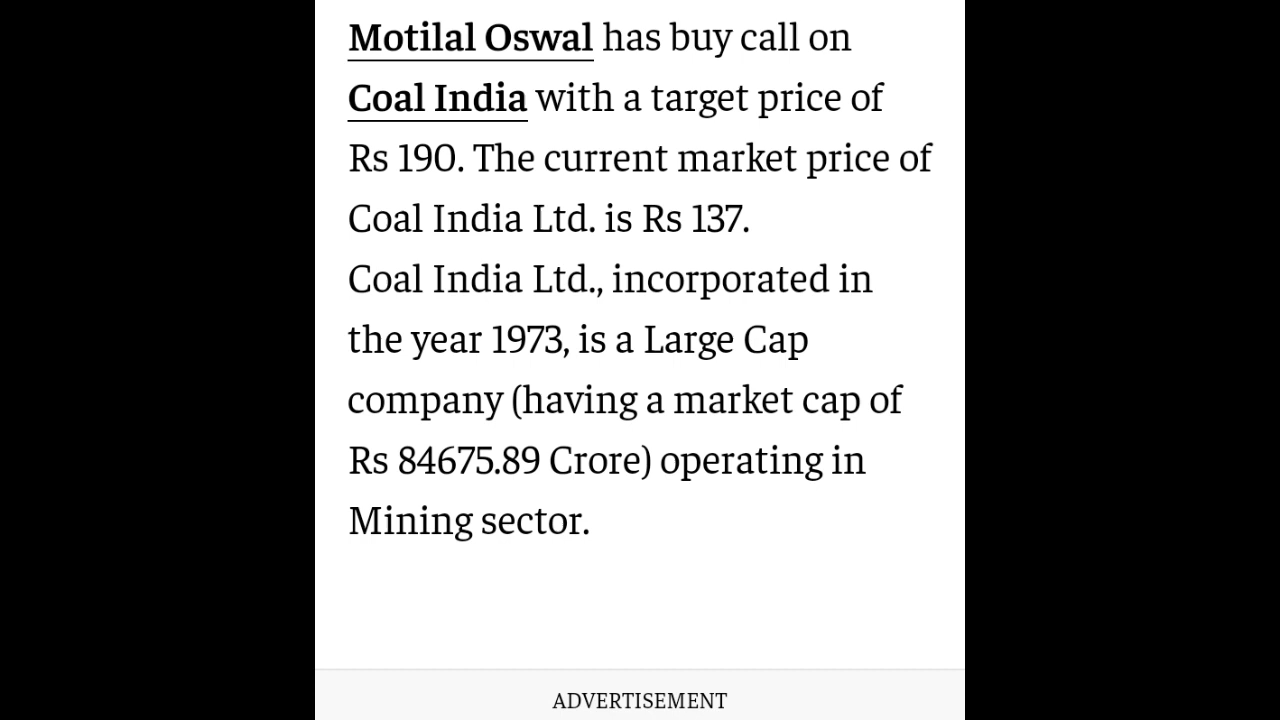 Motilal Oswal has buy call on
Coal India with a target price of
Rs 190. The current market price of
Coal India Ltd. is Rs 137.
Coal India Ltd., incorporated in
the year 1973, is a Large Cap
company (having a market cap of
Rs 84675.89 Crore) operating in
Mining sector.
ADVERTISEMENT